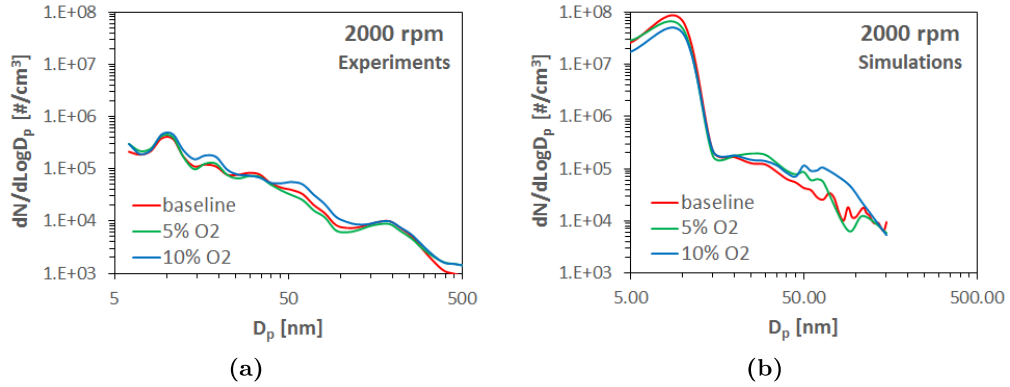 1.E+08
2000 rpm
Experiments
1.E+07
1.E+06
1.E+05
1.E+04
1.E+03
dN/dLogDp [#/cm³]
baseline
5% O2
10% O2
5
50
500
Dp [nm]
(a)
1.E+08
2000 rpm
Simulations
1.E+07
1.E+06
1.E+05
1.E+04
1.E+03
dN/dLogDp [#/cm³]
baseline
5% O2
10% O2
5.00
50.00
500.00
Dp [nm]
(b)